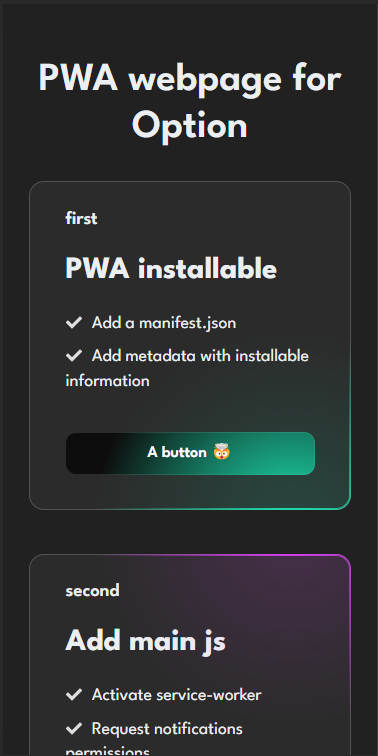 PWA webpage for
Option
first
PWA installable
Add a manifest.json
Add metadata with installable
information
A button 🤯
second
Add main js
Activate service-worker
Request notifications
permissions